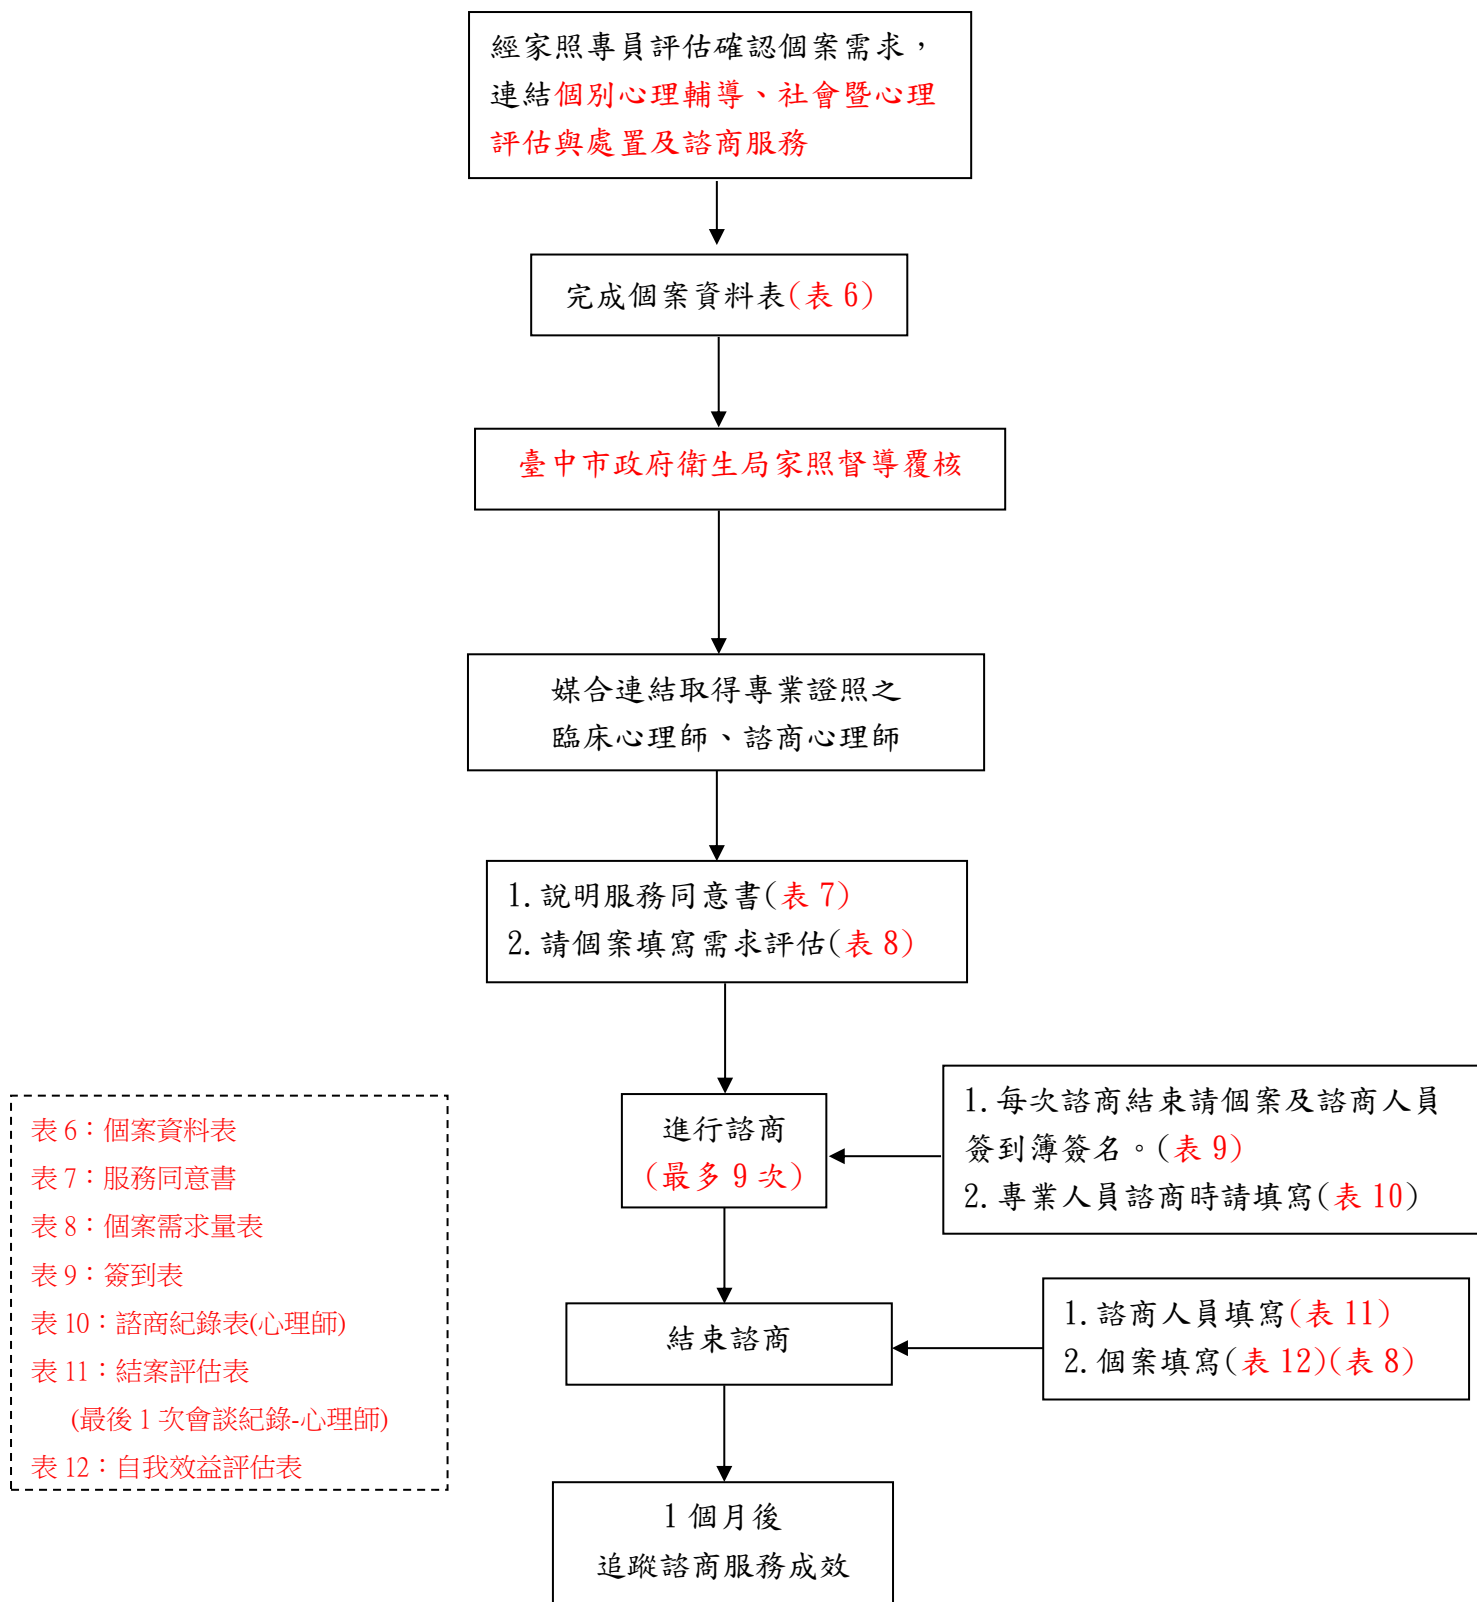 經家照專員評估確認個案需求，
連結個別心理輔導、社會暨心理
評估與處置及諮商服務
完成個案資料表(表 6)
臺中市政府衛生局家照督導覆核
媒合連結取得專業證照之
臨床心理師、諮商心理師
1.說明服務同意書(表 7)
2.請個案填寫需求評估(表 8)
進行諮商
(最多 9 次)
1.每次諮商結束請個案及諮商人員
簽到簿簽名。(表 9)
2.專業人員諮商時請填寫(表 10)
表 6：個案資料表
表 7：服務同意書
表 8：個案需求量表
表 9：簽到表
表 10：諮商紀錄表(心理師)
表 11：結案評估表
(最後 1 次會談紀錄-心理師)
表 12：自我效益評估表
結束諮商
1.諮商人員填寫(表 11)
2.個案填寫(表 12)(表 8)
1 個月後
追蹤諮商服務成效